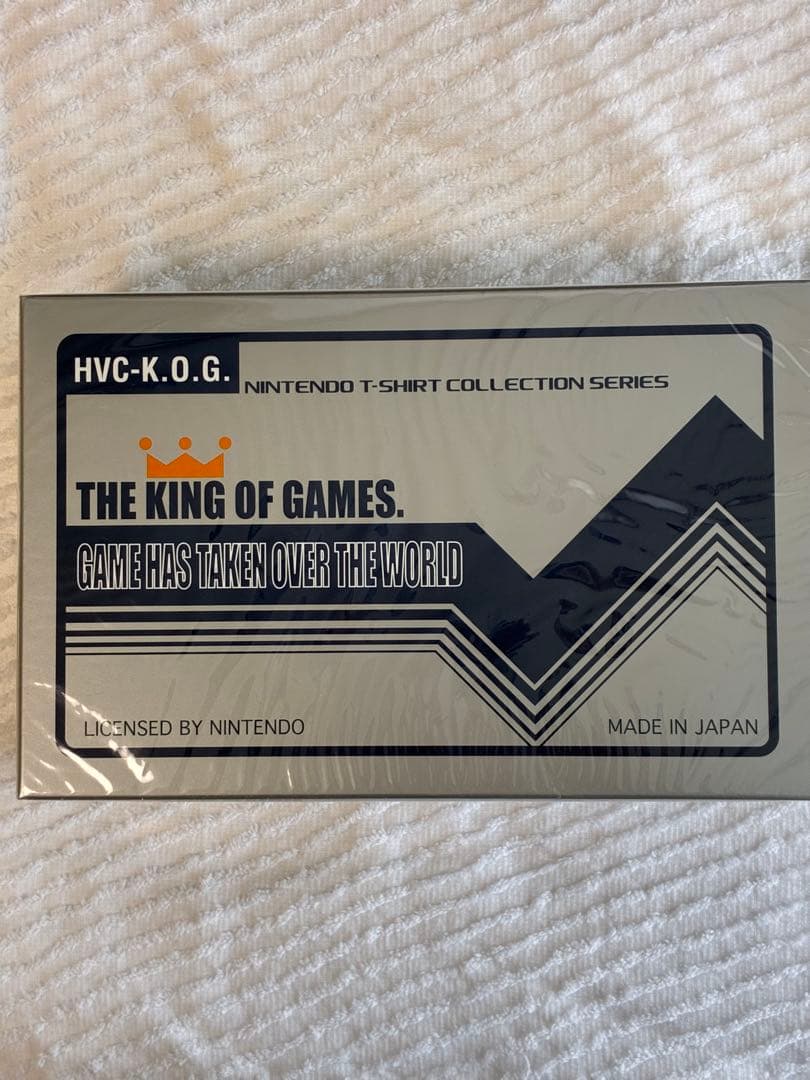 HVC-K.O.G.
NINTENDO T-SHIRT COLLECTION SERIES
THE KING OF GAMES.
GAME HAS TAKEN OVER THE WORLD
LICENSED BY NINTENDO
MADE IN JAPAN